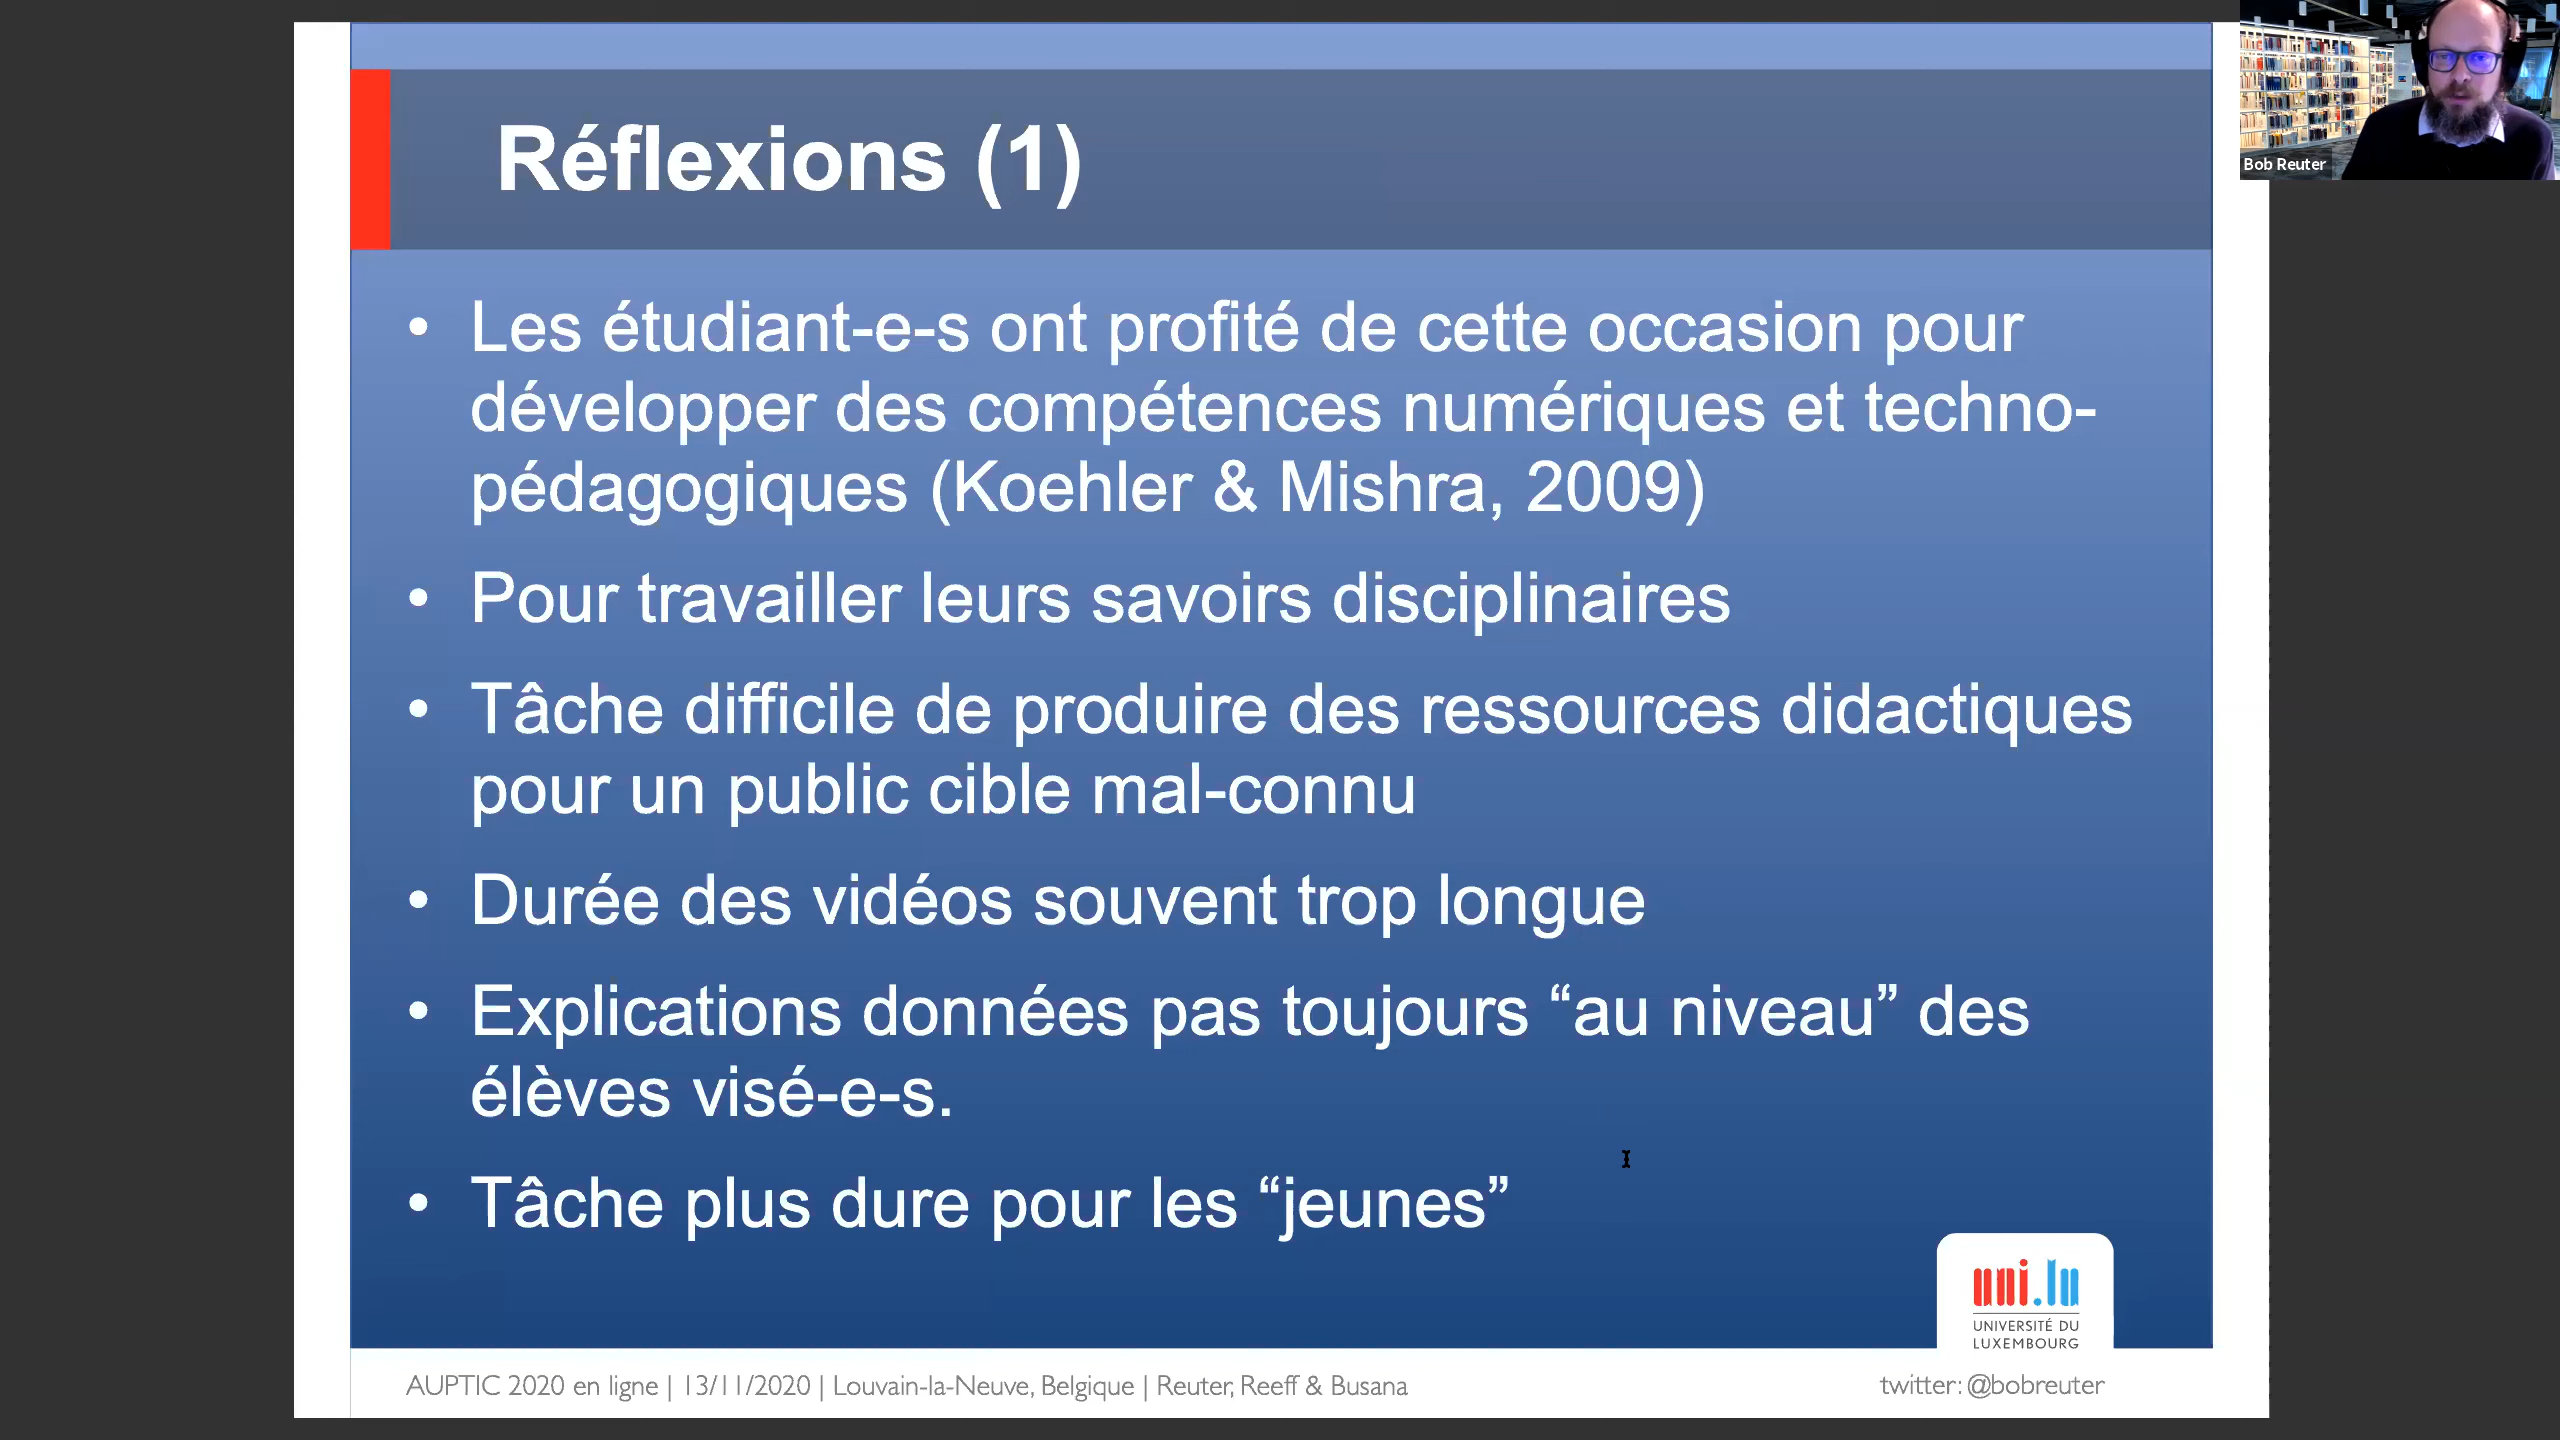 Réflexions (1)
Bob Reuter
• Les étudiant-e-s ont profité de cette occasion pour
développer des compétences numériques et techno-
pédagogiques (Koehler & Mishra, 2009)
• Pour travailler leurs savoirs disciplinaires
• Tâche difficile de produire des ressources didactiques
pour un public cible mal-connu
• Durée des vidéos souvent trop longue
• Explications données pas toujours “au niveau” des
élèves visé-e-s.
• Tâche plus dure pour les “jeunes”
uni.lu
UNIVERSITÉ DU
LUXEMBOURG
AUPTIC 2020 en ligne | 13/11/2020 | Louvain-la-Neuve, Belgique | Reuter, Reeff & Busana
twitter: @bobreuter